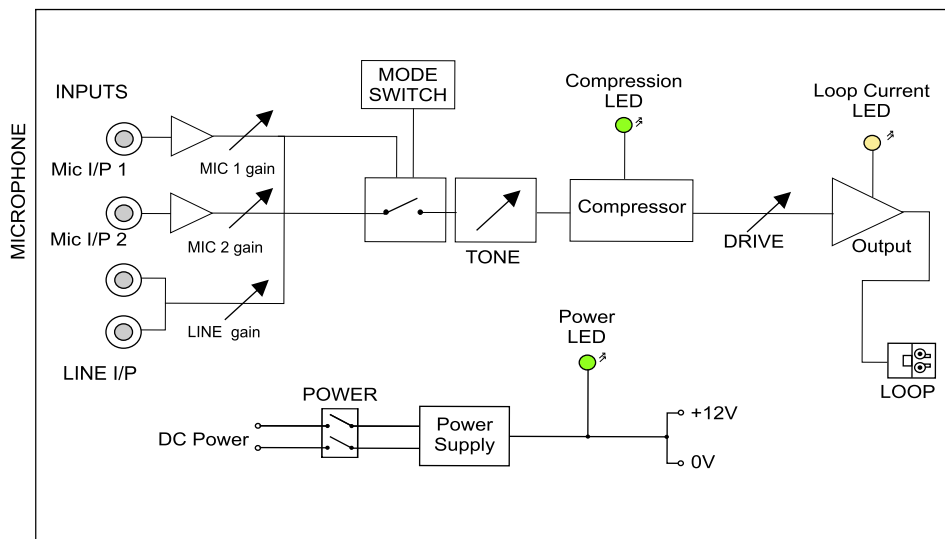 MICROPHONE
INPUTS
Mic I/P 1
MIC 1 gain
Mic I/P 2
MIC 2 gain
LINE gain
LINE I/P
MODE
SWITCH
TONE
Compression
LED
Compressor
DRIVE
Loop Current
LED
Output
LOOP
Power
LED
POWER
DC Power
Power
Supply
+12V
0V